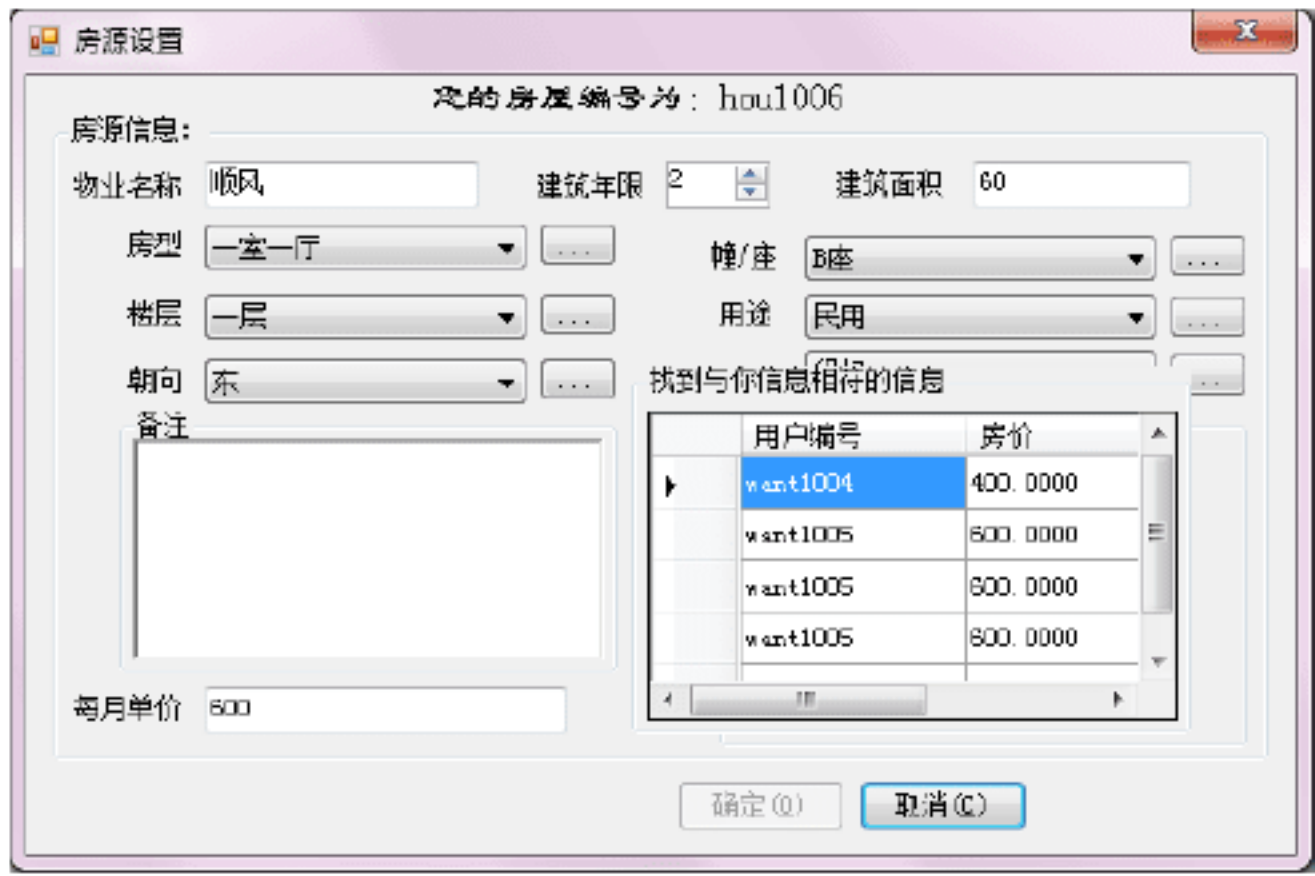 房源设置
您的房屋编号为: hou1006
房源信息:
物业名称 顺风 建筑年限 2 建筑面积 60
房型 一室一厅 ... 幢/座 B座 ...
楼层 一层 ... 用途 民用 ...
朝向 东 ...
找到与你信息相符的信息
备注
用户编号 房价
want1004 400.0000
want1005 600.0000
want1005 600.0000
want1005 600.0000
每月单价 600
确定(O) 取消(C)